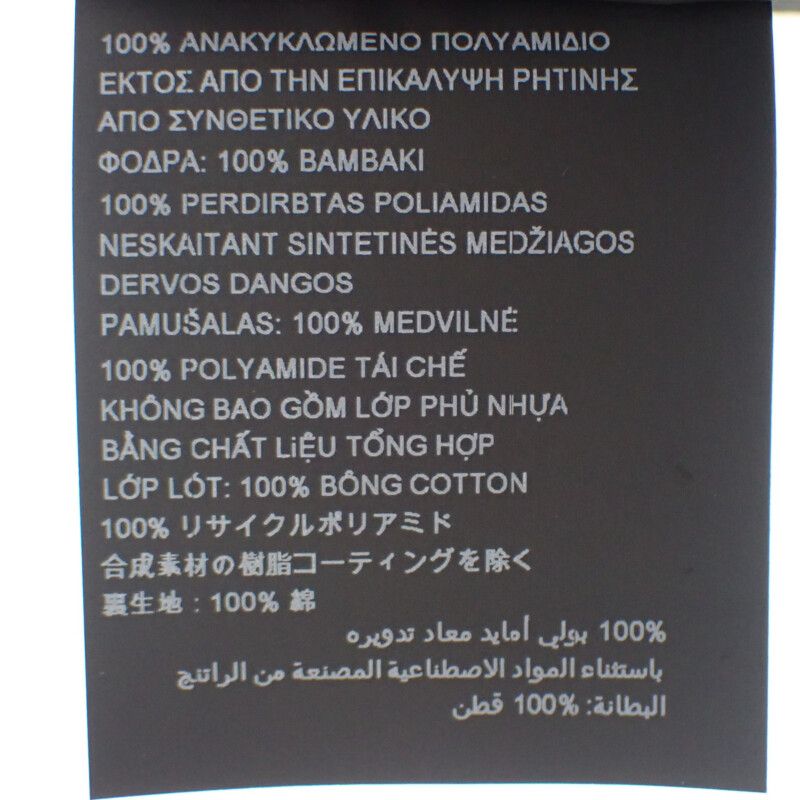 100% ΑΝΑΚΥΚΛΩΜΕΝΟ ΠΟΛΥΑΜΙΔΙΟ
ΕΚΤΟΣ ΑΠΟ ΤΗΝ ΕΠΙΚΑΛΥΨΗ ΡΗΤΙΝΗΣ
ΑΠΟ ΣΥΝΘΕΤΙΚΟ ΥΛΙΚΟ
ΦΟΔΡΑ: 100% ΒΑΜΒΑΚΙ
100% PERDIRBTAS POLIAMIDAS
NESKAITANT SINTETINĖS MEDŽIAGOS
DERVOS DANGOS
PAMUŠALAS: 100% MEDVILNĖ
100% POLYAMIDE TÁI CHẾ
KHÔNG BAO GỒM LỚP PHỦ NHỰA
BẰNG CHẤT LiỆU TỔNG HỢP
LỚP LÓT: 100% BÔNG COTTON
100% リサイクルポリアミド
合成素材の樹脂コーティングを除く
裏生地 : 100% 綿
100% بولي أمايد معاد تدويره
باستثناء المواد الاصطناعية المصنعة من الراتنج
البطانة: 100% قطن